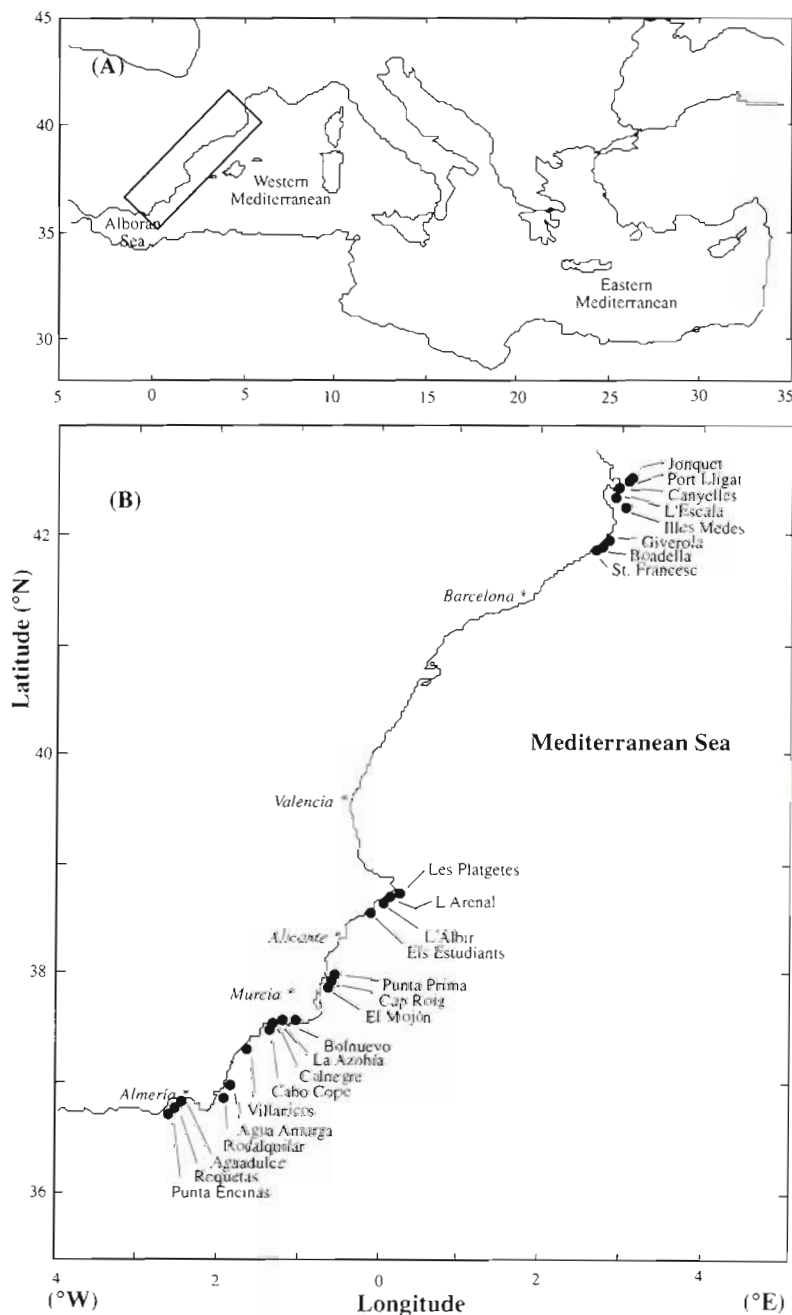 45
(A)
40
Western
Mediterranean
35
Alboran
Sea
Eastern
Mediterranean
30
5 0 5 10 15 20 25 30 35
(B)
Jonquet
Port Lligat
Canyelles
L'Escala
Illes Medes
42
Giverola
Boadella
St. Francesc
Barcelona *
Latitude (°N)
Mediterranean Sea
40
Valencia *
Les Platgetes
L'Arenal
L'Albir
Alicante *
Els Estudiants
38
Punta Prima
Cap Roig
Murcia *
El Mojón
Bolnuevo
La Azohía
Calnegre
Cabo Cope
Almería *
Villaricos
Agua Amarga
Rodalquilar
Aguadulce
Roquetas
Punta Encinas
36
4 2 0 2 4
(°W) Longitude (°E)